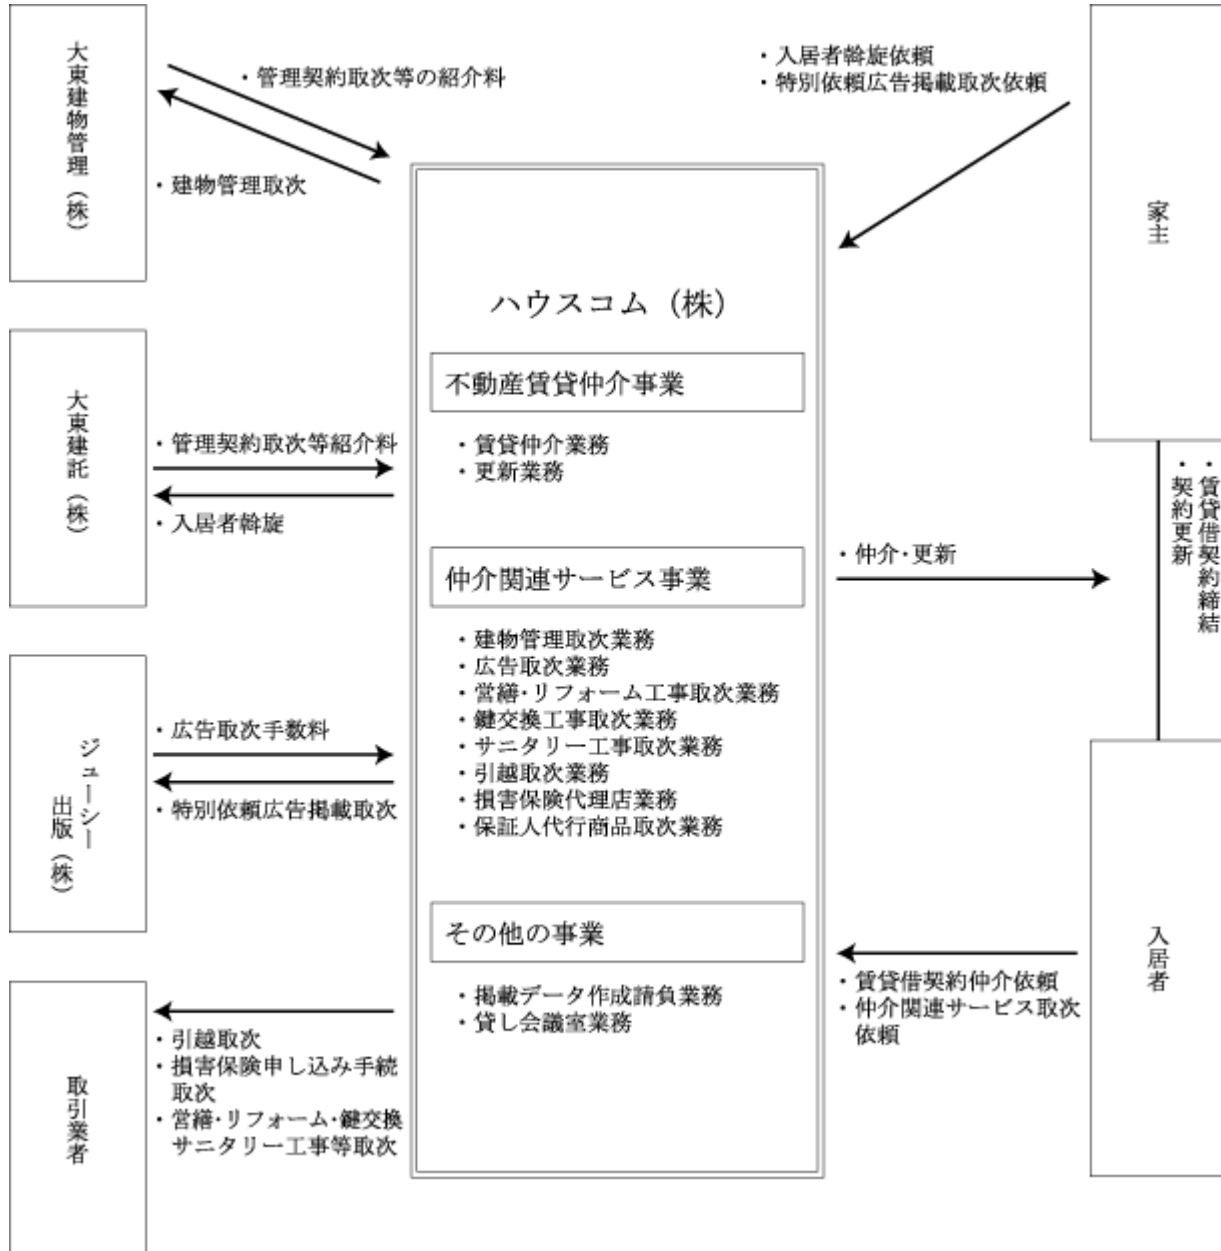 大東建物管理（株）
・管理契約取次等の紹介料
・建物管理取次
・入居者斡旋依頼
・特別依頼広告掲載取次依頼
家主
大東建託（株）
・管理契約取次等紹介料
・入居者斡旋
ジューシー
出版（株）
・広告取次手数料
・特別依頼広告掲載取次
取引業者
・引越取次
・損害保険申し込み手続
取次
・営繕・リフォーム・鍵交換
サニタリー工事等取次
ハウスコム（株）
不動産賃貸仲介事業
・賃貸仲介業務
・更新業務
仲介関連サービス事業
・建物管理取次業務
・広告取次業務
・営繕・リフォーム工事取次業務
・鍵交換工事取次業務
・サニタリー工事取次業務
・引越取次業務
・損害保険代理店業務
・保証人代行商品取次業務
その他の事業
・掲載データ作成請負業務
・貸し会議室業務
・仲介・更新
・賃貸借契約締結
・契約更新
入居者
・賃貸借契約仲介依頼
・仲介関連サービス取次
依頼